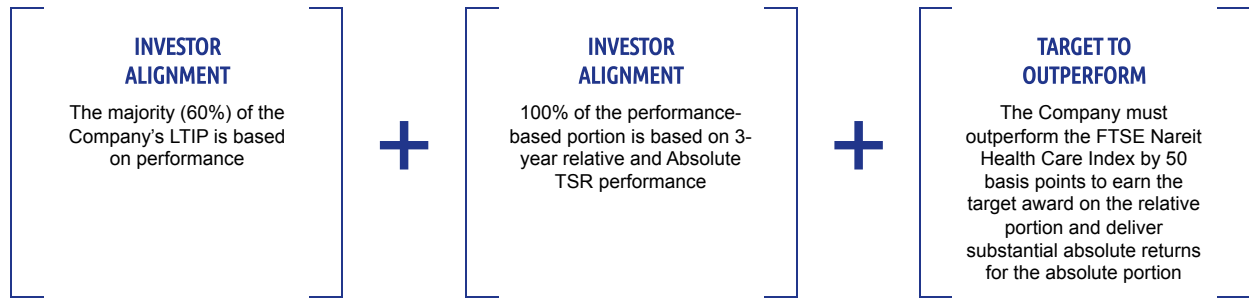 INVESTOR
ALIGNMENT
The majority (60%) of the
Company's LTIP is based
on performance
+
INVESTOR
ALIGNMENT
100% of the performance-
based portion is based on 3-
year relative and Absolute
TSR performance
+
TARGET TO
OUTPERFORM
The Company must
outperform the FTSE Nareit
Health Care Index by 50
basis points to earn the
target award on the relative
portion and deliver
substantial absolute returns
for the absolute portion